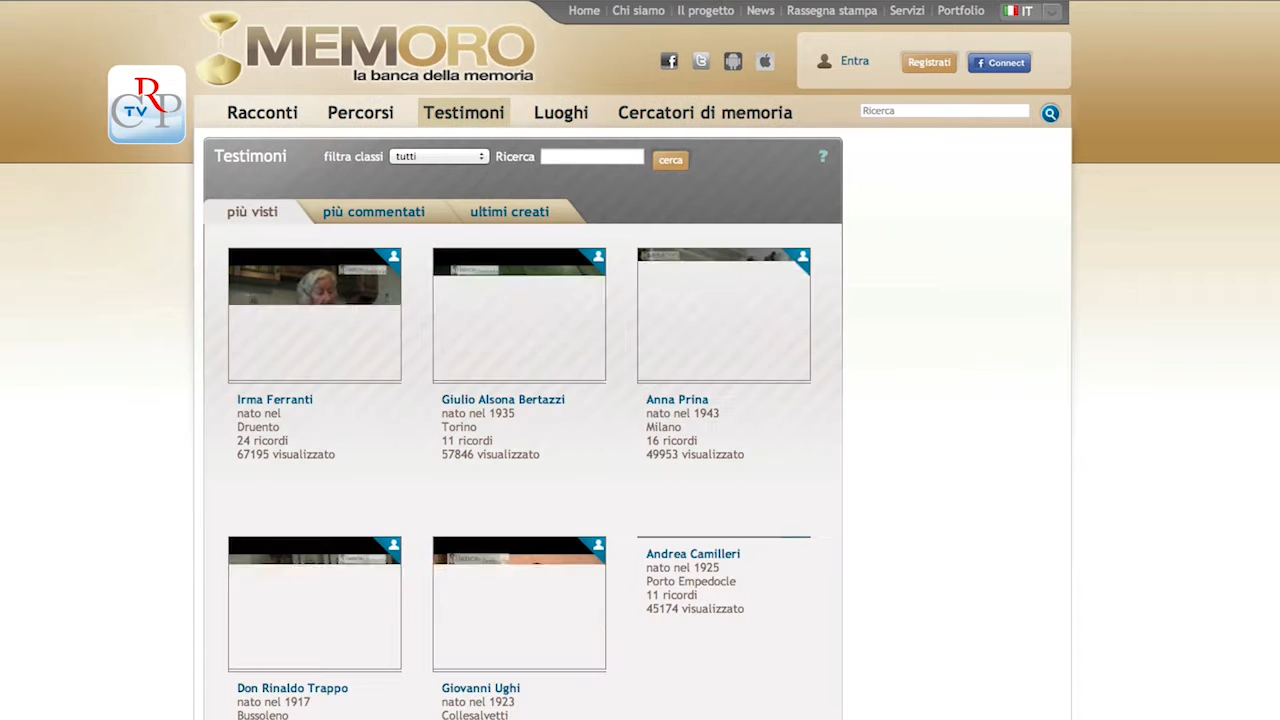 Home Chi siamo Il progetto News Rassegna stampa Servizi Portfolio IT
MEMORO
la banca della memoria
Entra Registrati Connect
CRP
TV
Racconti Percorsi Testimoni Luoghi Cercatori di memoria Ricerca
Testimoni filtra classi tutti Ricerca cerca ?
più visti più commentati ultimi creati
Irma Ferranti
nato nel
Druento
24 ricordi
67195 visualizzato
Giulio Alsona Bertazzi
nato nel 1935
Torino
11 ricordi
57846 visualizzato
Anna Prina
nato nel 1943
Milano
16 ricordi
49953 visualizzato
Don Rinaldo Trappo
nato nel 1917
Bussoleno
Giovanni Ughi
nato nel 1923
Collesalvetti
Andrea Camilleri
nato nel 1925
Porto Empedocle
11 ricordi
45174 visualizzato